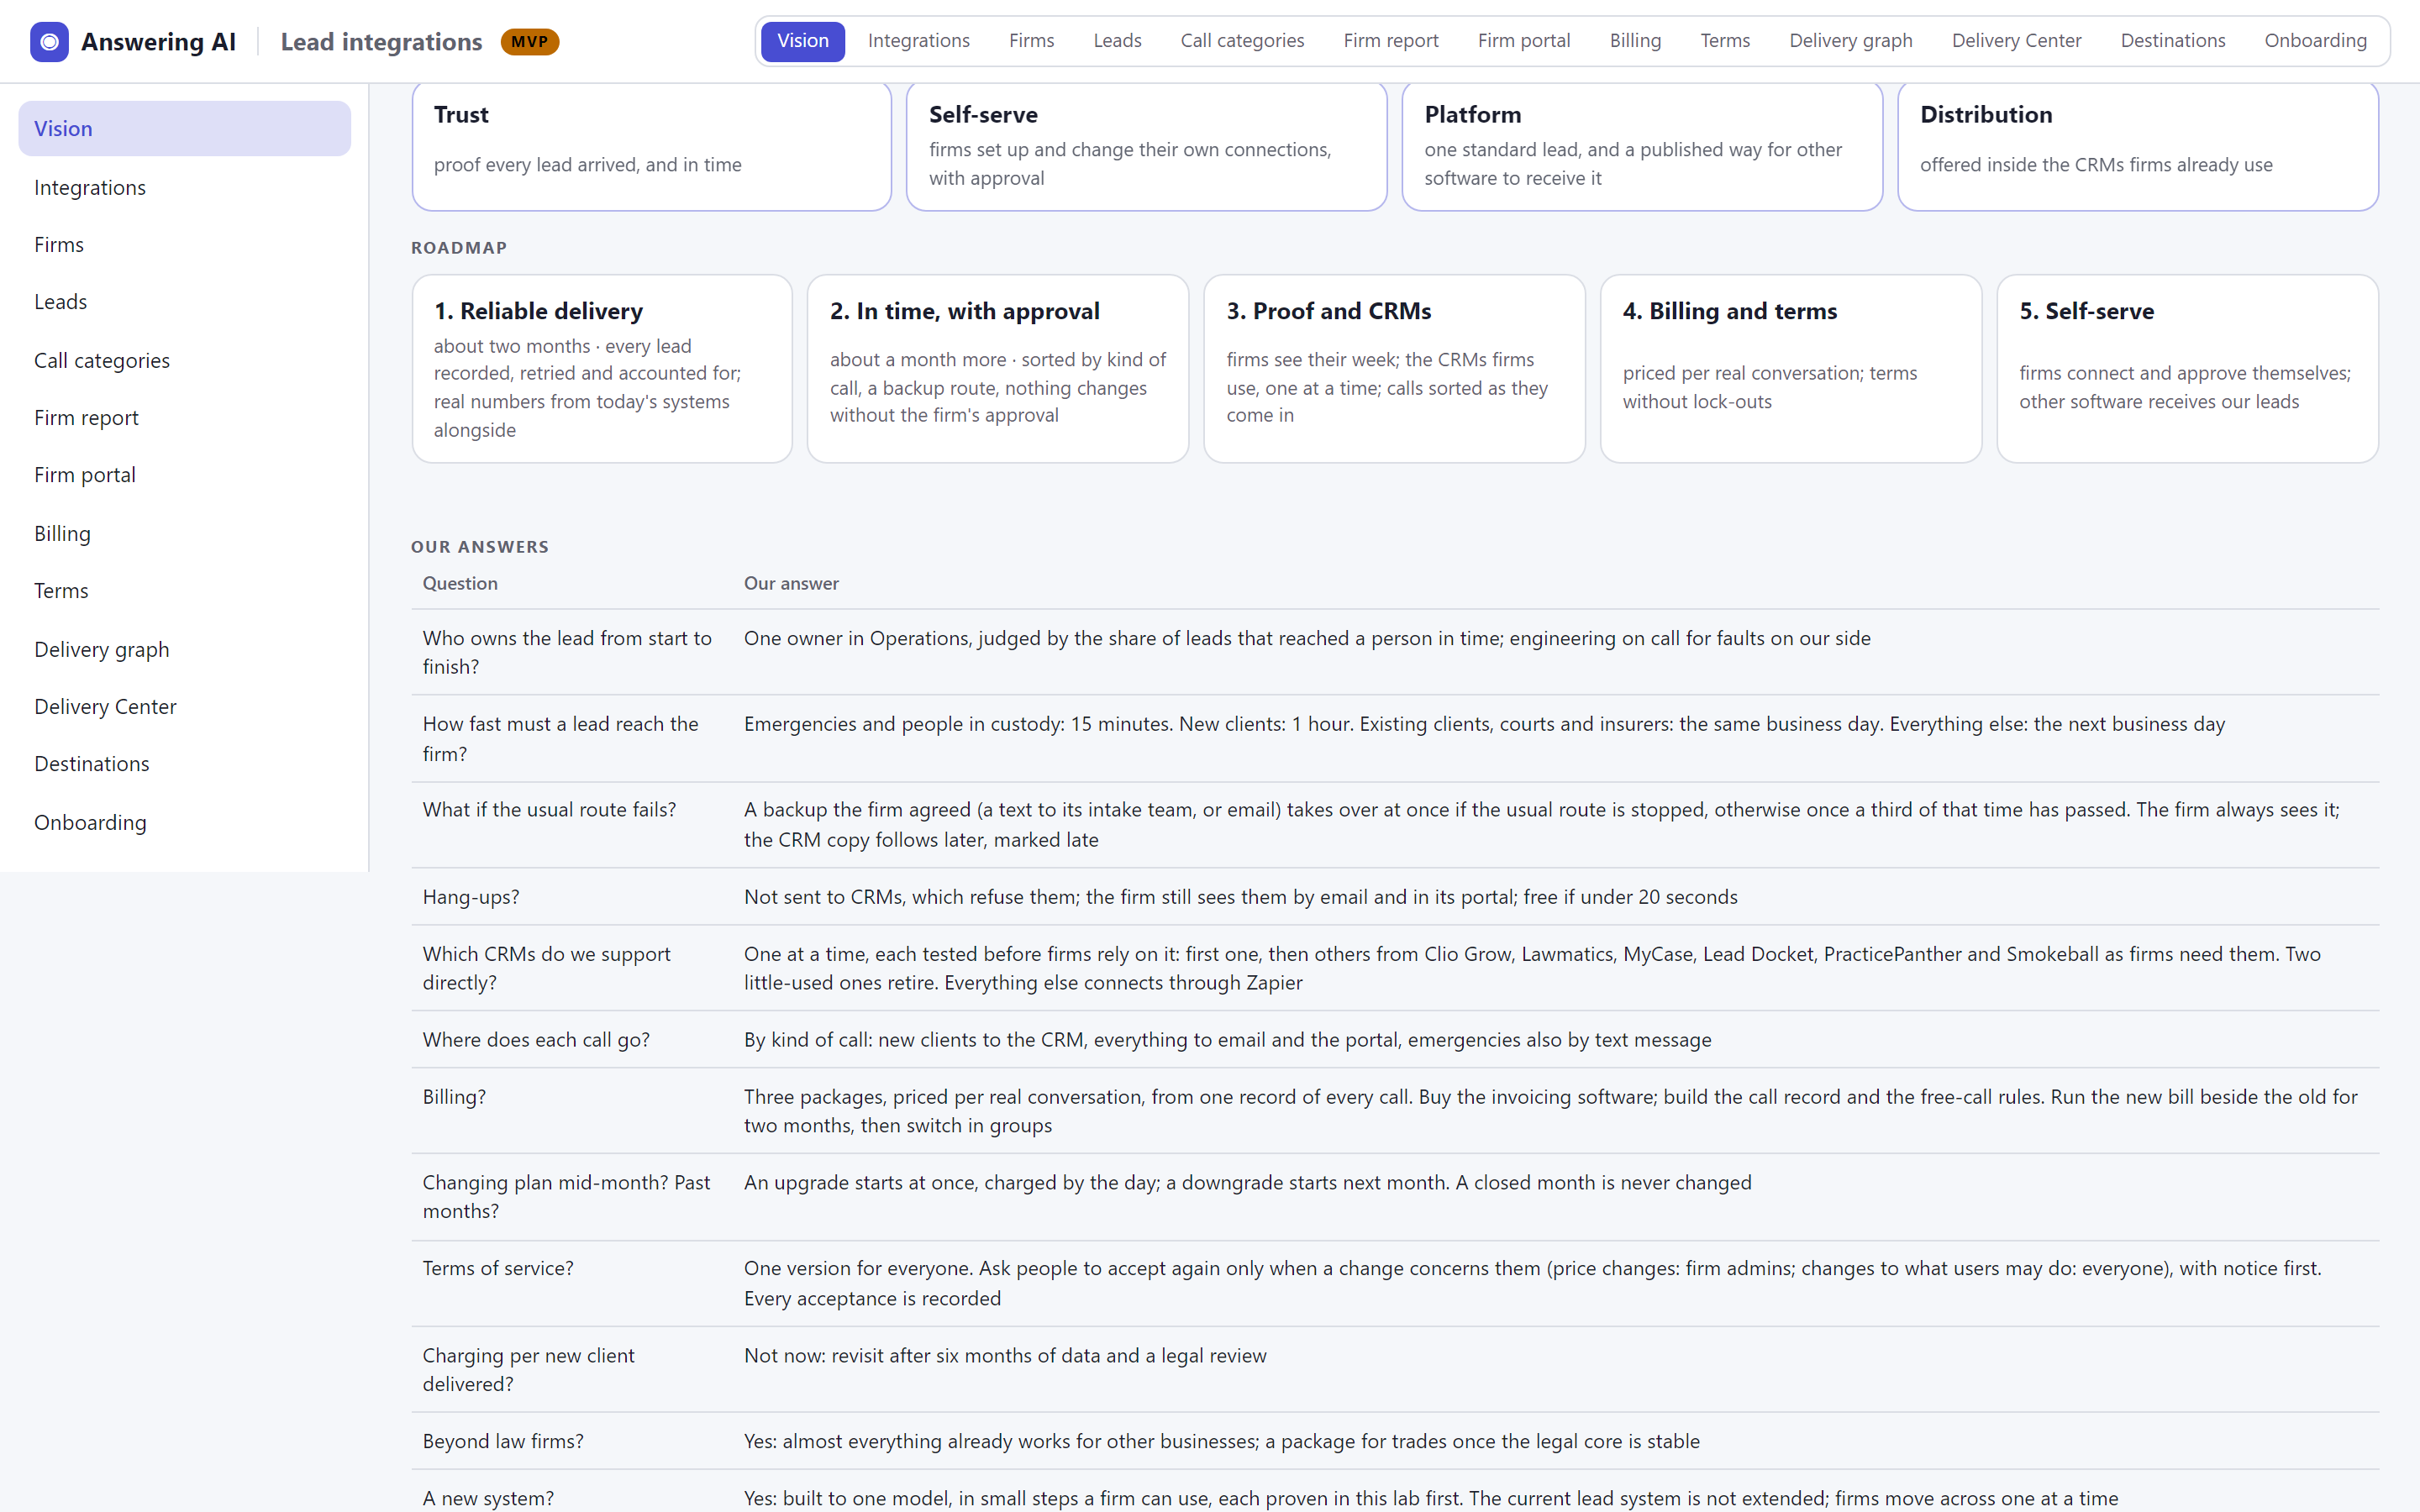 Answering AI
Lead integrations
MVP
Vision
Integrations
Firms
Leads
Call categories
Firm report
Firm portal
Billing
Terms
Delivery graph
Delivery Center
Destinations
Onboarding
Vision
Integrations
Firms
Leads
Call categories
Firm report
Firm portal
Billing
Terms
Delivery graph
Delivery Center
Destinations
Onboarding
Trust
proof every lead arrived, and in time
Self-serve
firms set up and change their own connections,
with approval
Platform
one standard lead, and a published way for other
software to receive it
Distribution
offered inside the CRMs firms already use
ROADMAP
1. Reliable delivery
about two months · every lead
recorded, retried and accounted for;
real numbers from today's systems
alongside
2. In time, with approval
about a month more · sorted by kind of
call, a backup route, nothing changes
without the firm's approval
3. Proof and CRMs
firms see their week; the CRMs firms
use, one at a time; calls sorted as they
come in
4. Billing and terms
priced per real conversation; terms
without lock-outs
5. Self-serve
firms connect and approve themselves;
other software receives our leads
OUR ANSWERS
Question
Our answer
Who owns the lead from start to
finish?
One owner in Operations, judged by the share of leads that reached a person in time; engineering on call for faults on our side
How fast must a lead reach the
firm?
Emergencies and people in custody: 15 minutes. New clients: 1 hour. Existing clients, courts and insurers: the same business day. Everything else: the next business day
What if the usual route fails?
A backup the firm agreed (a text to its intake team, or email) takes over at once if the usual route is stopped, otherwise once a third of that time has passed. The firm always sees it;
the CRM copy follows later, marked late
Hang-ups?
Not sent to CRMs, which refuse them; the firm still sees them by email and in its portal; free if under 20 seconds
Which CRMs do we support
directly?
One at a time, each tested before firms rely on it: first one, then others from Clio Grow, Lawmatics, MyCase, Lead Docket, PracticePanther and Smokeball as firms need them. Two
little-used ones retire. Everything else connects through Zapier
Where does each call go?
By kind of call: new clients to the CRM, everything to email and the portal, emergencies also by text message
Billing?
Three packages, priced per real conversation, from one record of every call. Buy the invoicing software; build the call record and the free-call rules. Run the new bill beside the old for
two months, then switch in groups
Changing plan mid-month? Past
months?
An upgrade starts at once, charged by the day; a downgrade starts next month. A closed month is never changed
Terms of service?
One version for everyone. Ask people to accept again only when a change concerns them (price changes: firm admins; changes to what users may do: everyone), with notice first.
Every acceptance is recorded
Charging per new client
delivered?
Not now: revisit after six months of data and a legal review
Beyond law firms?
Yes: almost everything already works for other businesses; a package for trades once the legal core is stable
A new system?
Yes: built to one model, in small steps a firm can use, each proven in this lab first. The current lead system is not extended; firms move across one at a time